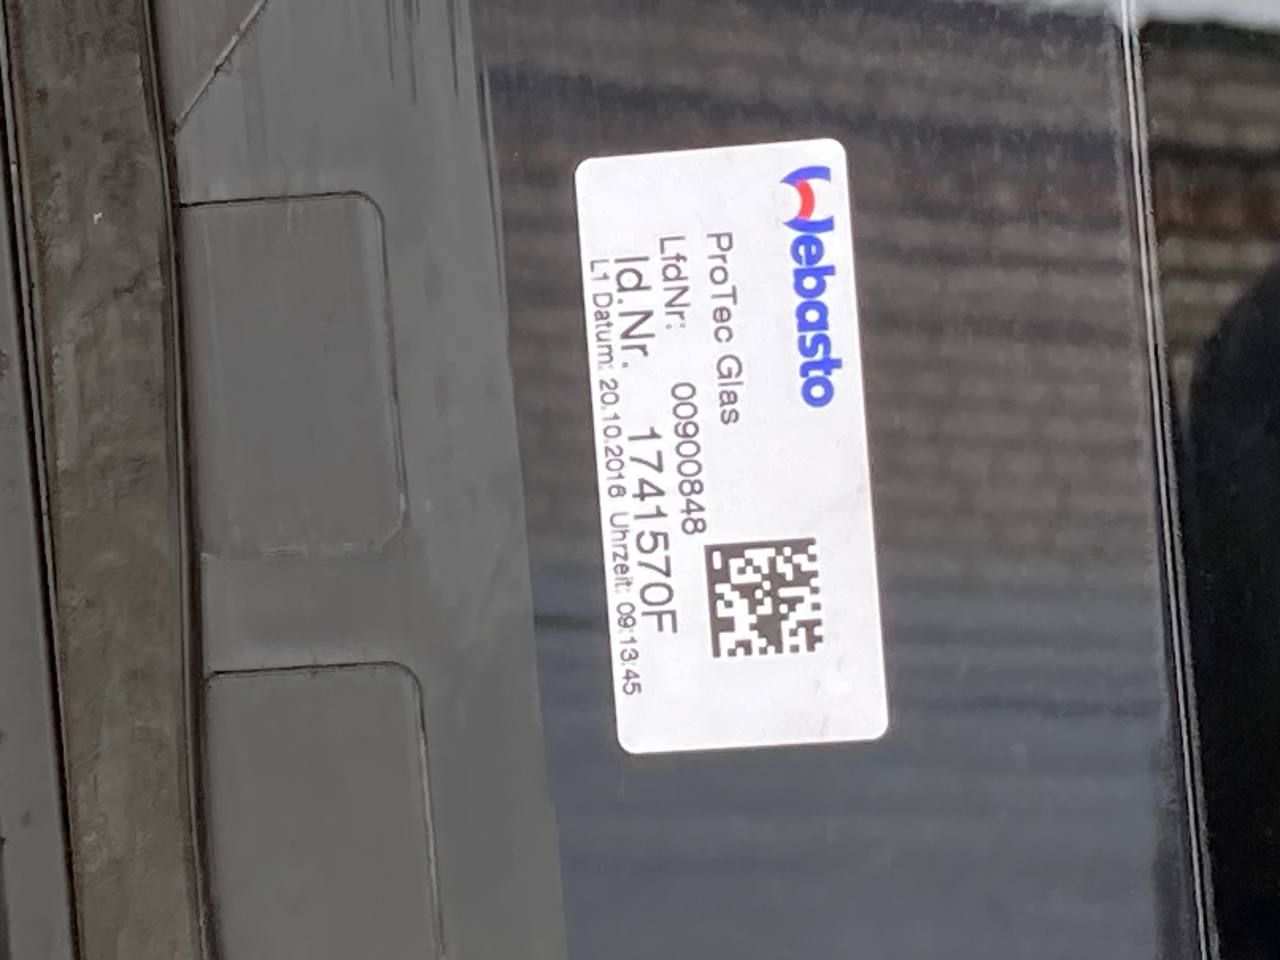 Webasto
ProTec Glas
LfdNr: 00900848
Id.Nr. 1741570F
L1 Datum: 20.10.2016 Uhrzeit: 09:13:45